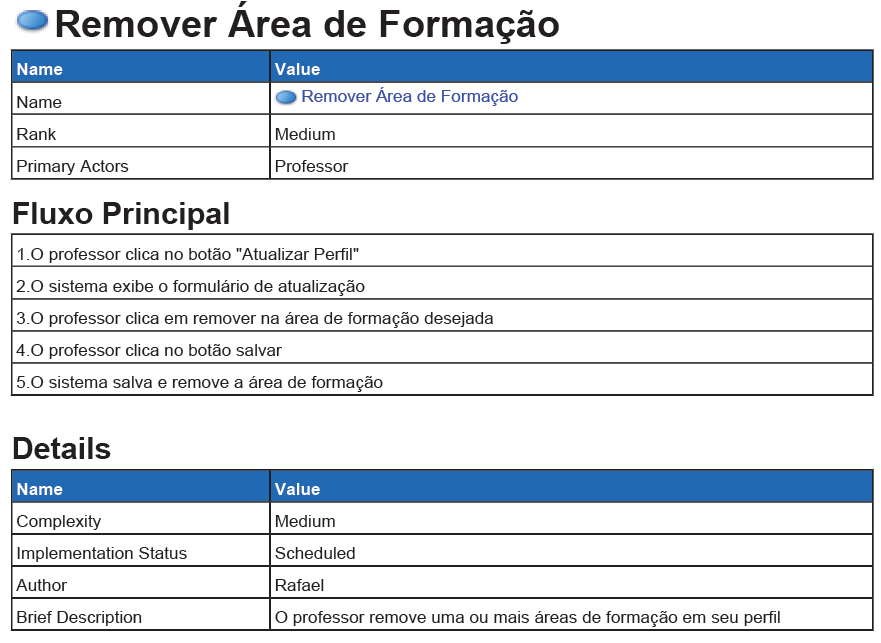 Remover Área de Formação
Name Value
Name Remover Área de Formação
Rank Medium
Primary Actors Professor
Fluxo Principal
1.O professor clica no botão "Atualizar Perfil"
2.O sistema exibe o formulário de atualização
3.O professor clica em remover na área de formação desejada
4.O professor clica no botão salvar
5.O sistema salva e remove a área de formação
Details
Name Value
Complexity Medium
Implementation Status Scheduled
Author Rafael
Brief Description O professor remove uma ou mais áreas de formação em seu perfil